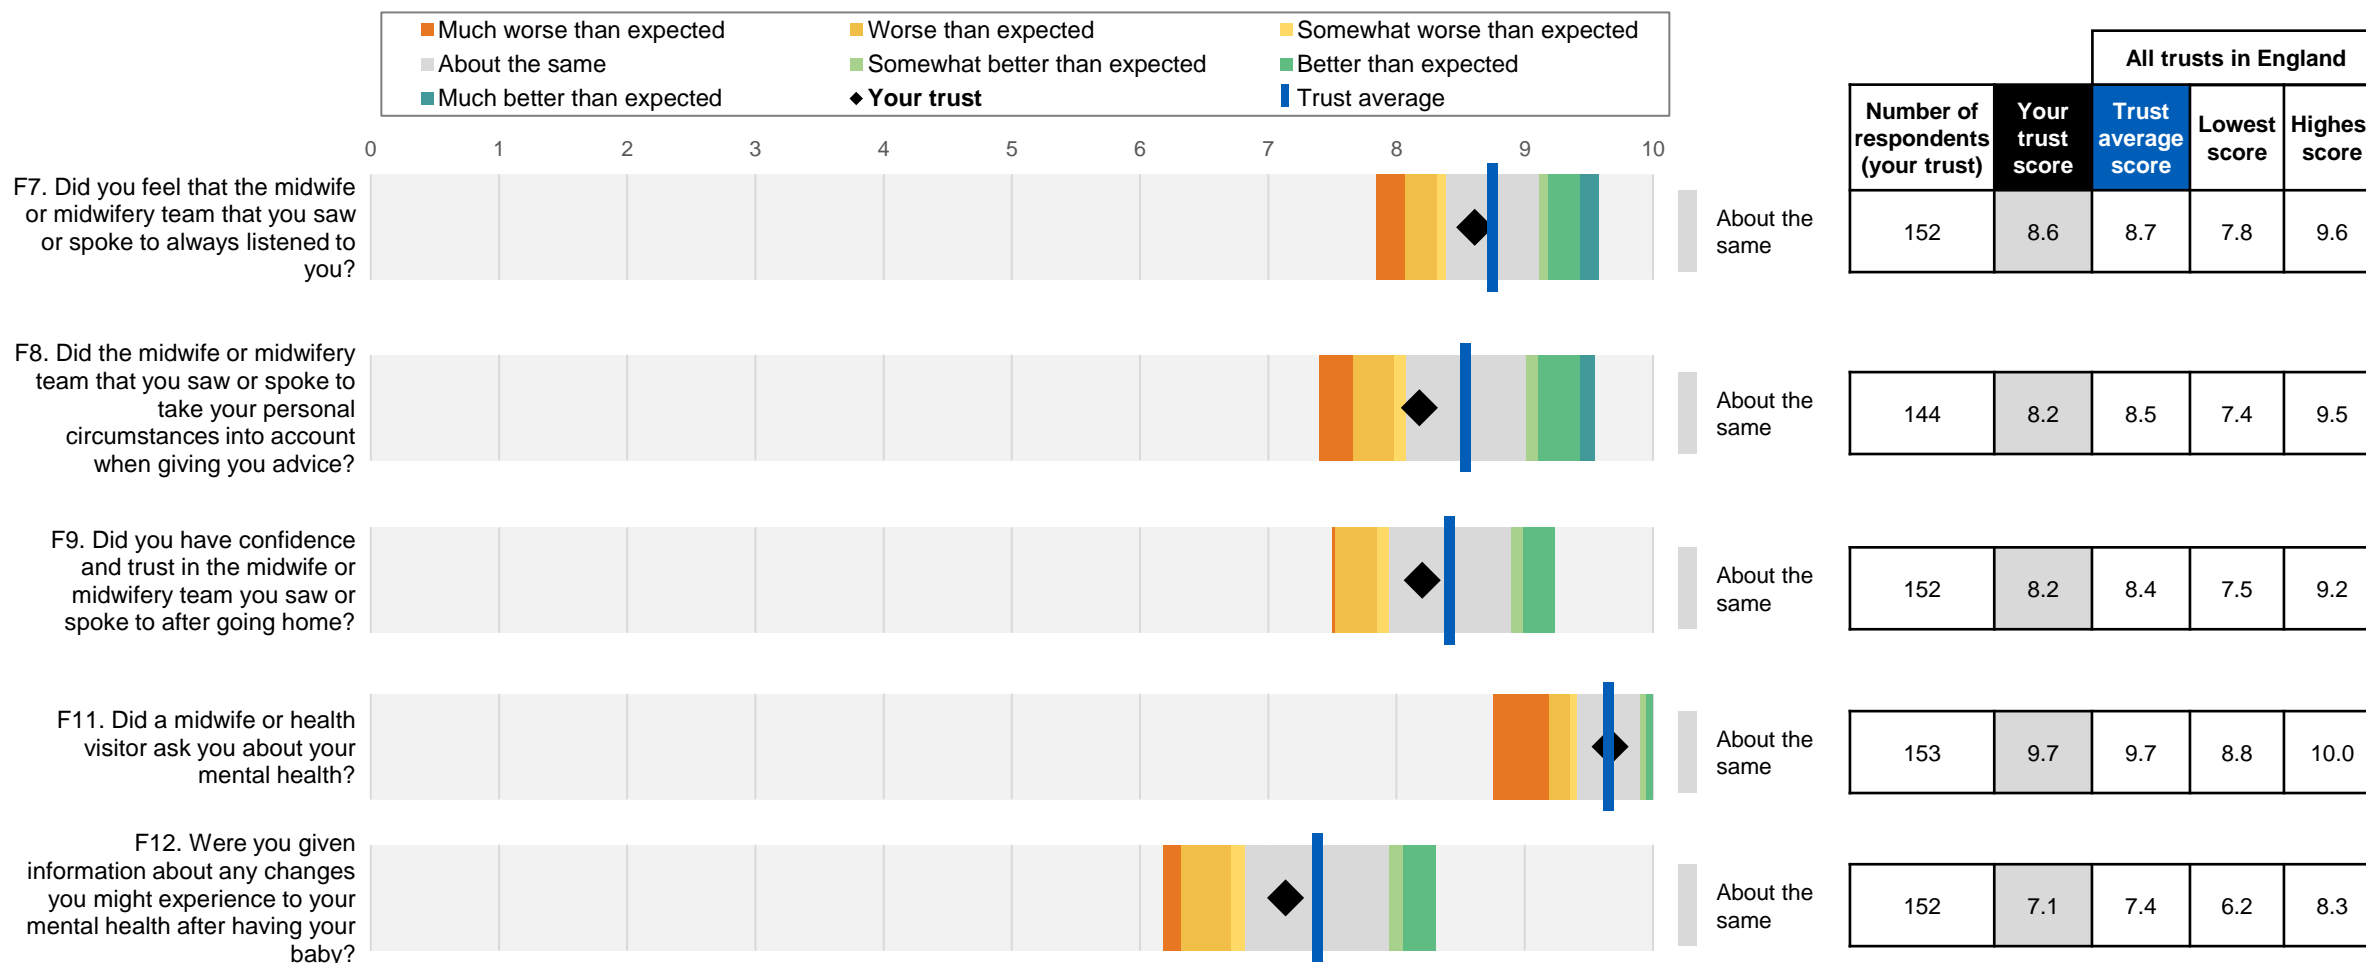 Much worse than expected
Worse than expected
Somewhat worse than expected
About the same
Somewhat better than expected
Better than expected
Much better than expected
Your trust
Trust average
All trusts in England
Number of
respondents
(your trust)
Your
trust
score
Trust
average
score
Lowest
score
Highes
score
0 1 2 3 4 5 6 7 8 9 10
F7. Did you feel that the midwife
or midwifery team that you saw
or spoke to always listened to
you?
About the
same
152 8.6 8.7 7.8 9.6
F8. Did the midwife or midwifery
team that you saw or spoke to
take your personal
circumstances into account
when giving you advice?
About the
same
144 8.2 8.5 7.4 9.5
F9. Did you have confidence
and trust in the midwife or
midwifery team you saw or
spoke to after going home?
About the
same
152 8.2 8.4 7.5 9.2
F11. Did a midwife or health
visitor ask you about your
mental health?
About the
same
153 9.7 9.7 8.8 10.0
F12. Were you given
information about any changes
you might experience to your
mental health after having your
baby?
About the
same
152 7.1 7.4 6.2 8.3